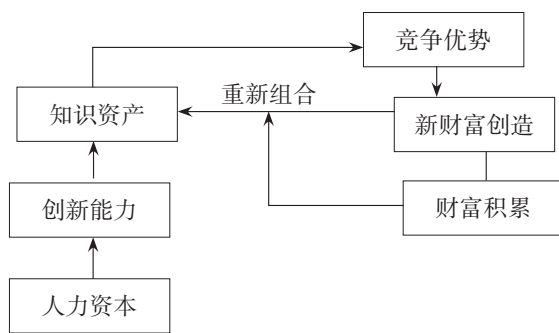 竞争优势
重新组合
知识资产
新财富创造
创新能力
财富积累
人力资本